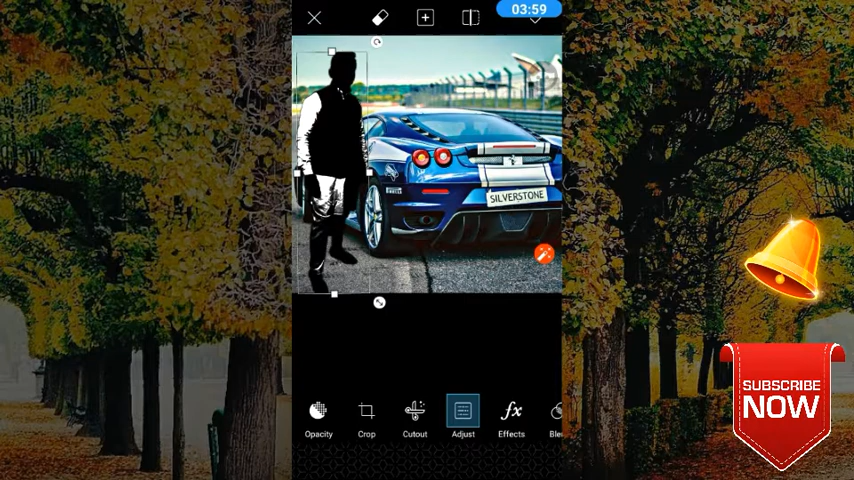 03:59
SILVERSTONE
Opacity
Crop
Cutout
Adjust
fx
Effects
Ble
SUBSCRIBE
NOW